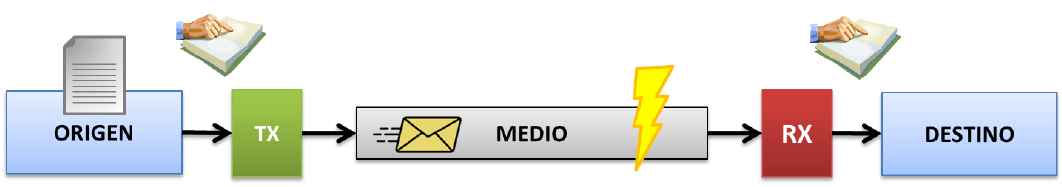 ORIGEN
TX
MEDIO
RX
DESTINO